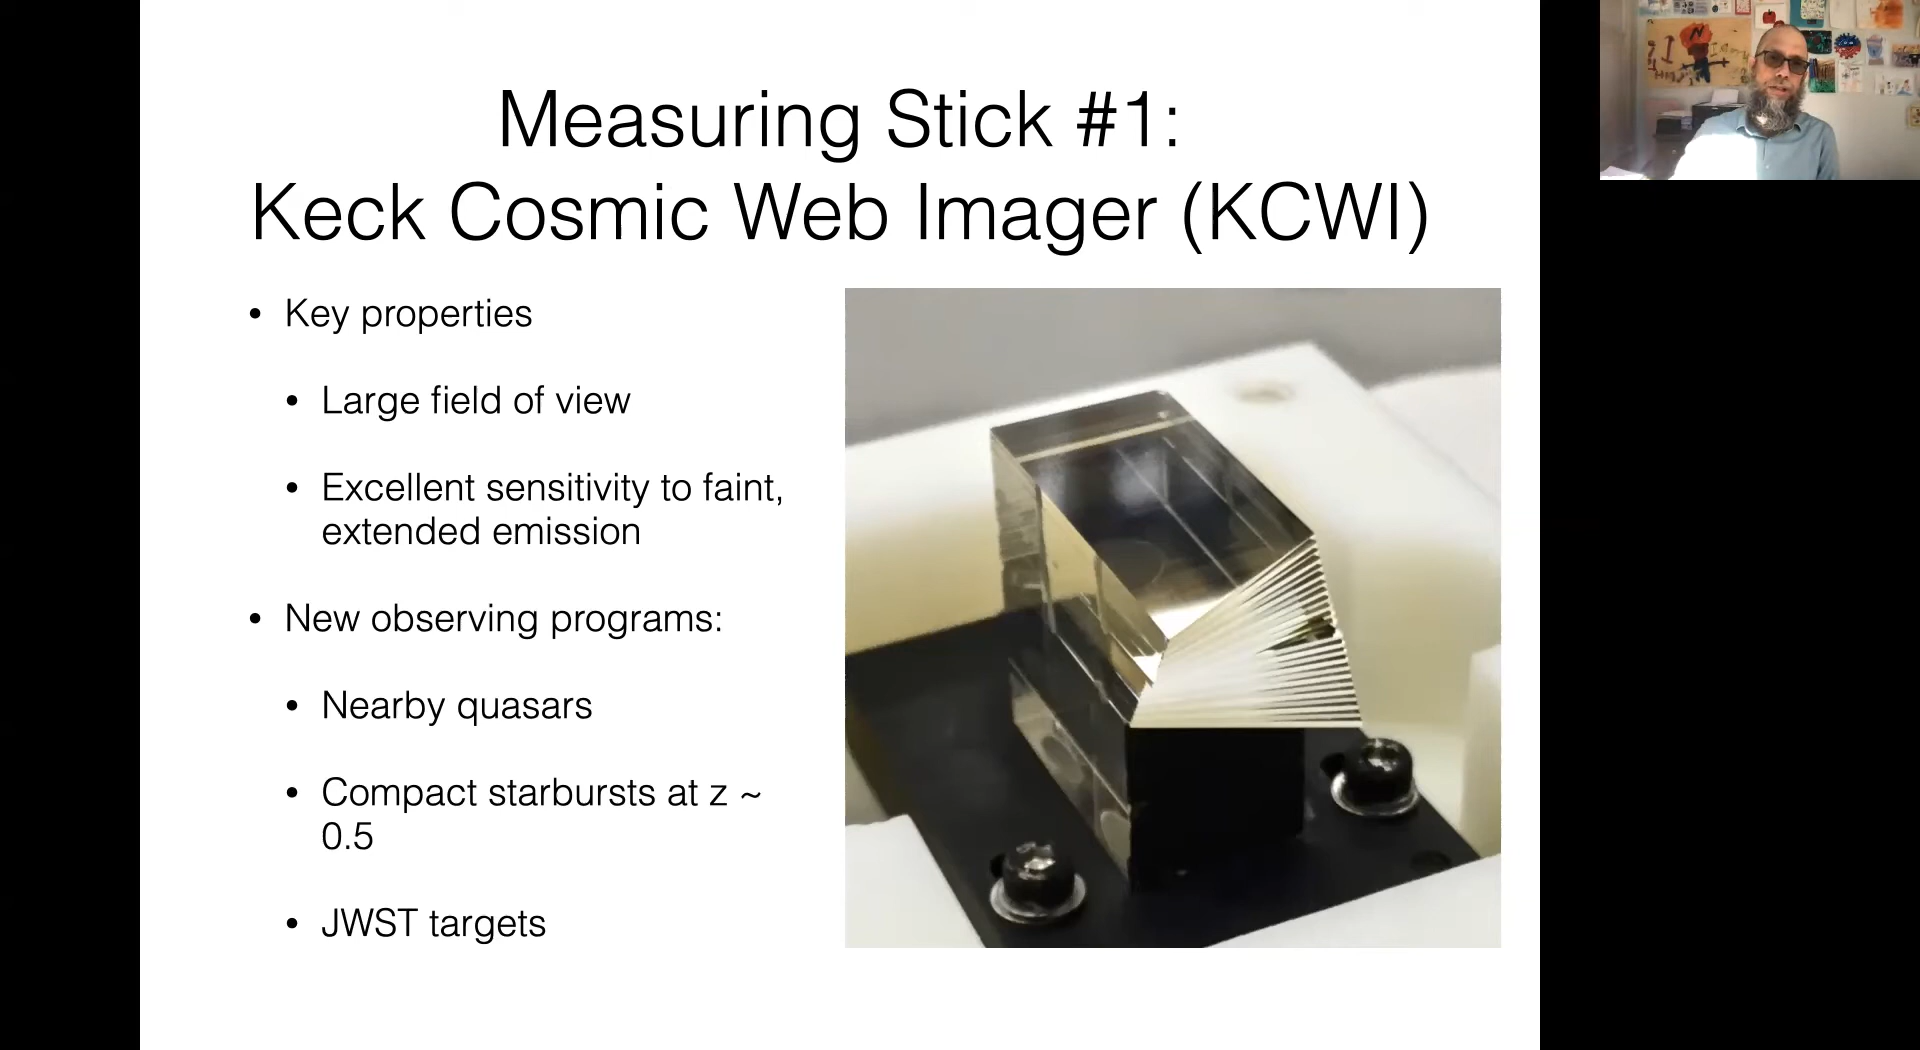 Measuring Stick #1:
Keck Cosmic Web Imager (KCWI)
• Key properties
• Large field of view
• Excellent sensitivity to faint,
extended emission
• New observing programs:
• Nearby quasars
• Compact starbursts at z ~
0.5
• JWST targets